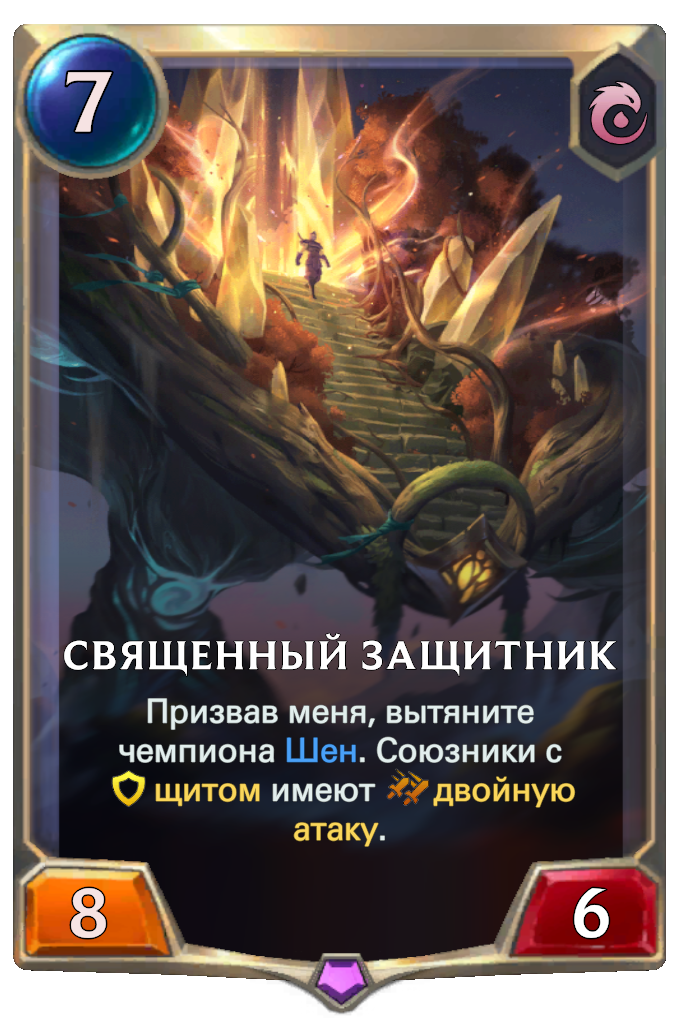 7
СВЯЩЕННЫЙ ЗАЩИТНИК
Призвав меня, вытяните
чемпиона Шен. Союзники с
щитом имеют двойную
атаку.
8
6